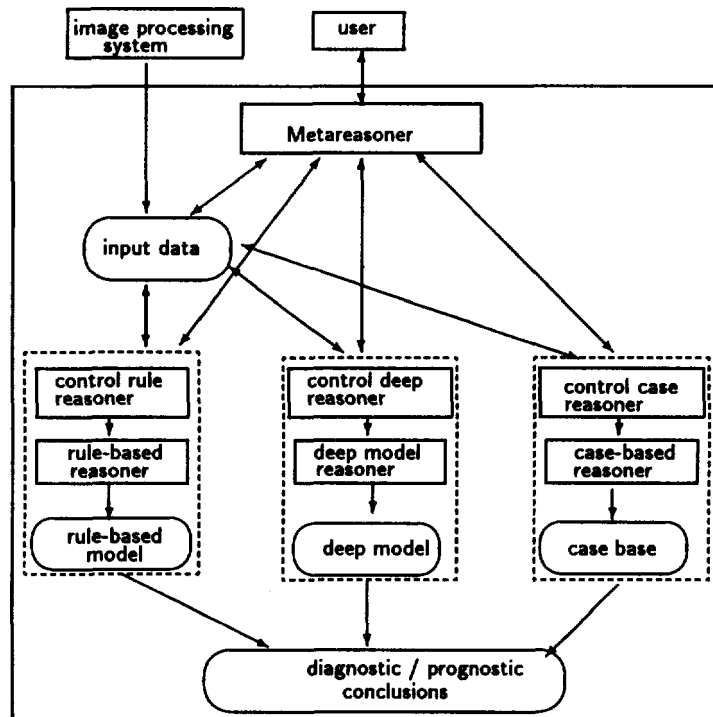 image processing
system
user
Metareasoner
input data
control rule
reasoner
rule-based
reasoner
rule-based
model
control deep
reasoner
deep model
reasoner
deep model
control case
reasoner
case-based
reasoner
case base
diagnostic / prognostic
conclusions